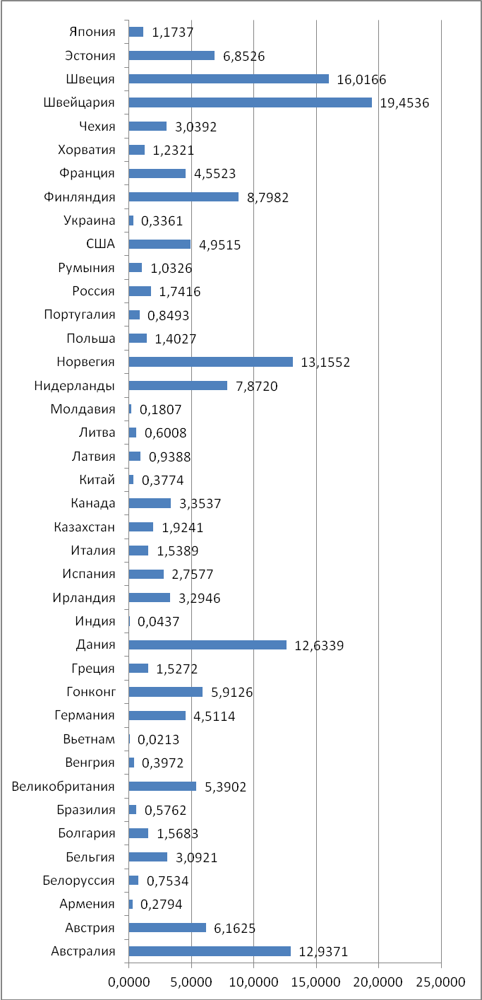 Япония 1,1737
Эстония 6,8526
Швеция 16,0166
Швейцария 19,4536
Чехия 3,0392
Хорватия 1,2321
Франция 4,5523
Финляндия 8,7982
Украина 0,3361
США 4,9515
Румыния 1,0326
Россия 1,7416
Португалия 0,8493
Польша 1,4027
Норвегия 13,1552
Нидерланды 7,8720
Молдавия 0,1807
Литва 0,6008
Латвия 0,9388
Китай 0,3774
Канада 3,3537
Казахстан 1,9241
Италия 1,5389
Испания 2,7577
Ирландия 3,2946
Индия 0,0437
Дания 12,6339
Греция 1,5272
Гонконг 5,9126
Германия 4,5114
Вьетнам 0,0213
Венгрия 0,3972
Великобритания 5,3902
Бразилия 0,5762
Болгария 1,5683
Бельгия 3,0921
Белоруссия 0,7534
Армения 0,2794
Австрия 6,1625
Австралия 12,9371
0,0000 5,0000 10,0000 15,0000 20,0000 25,0000